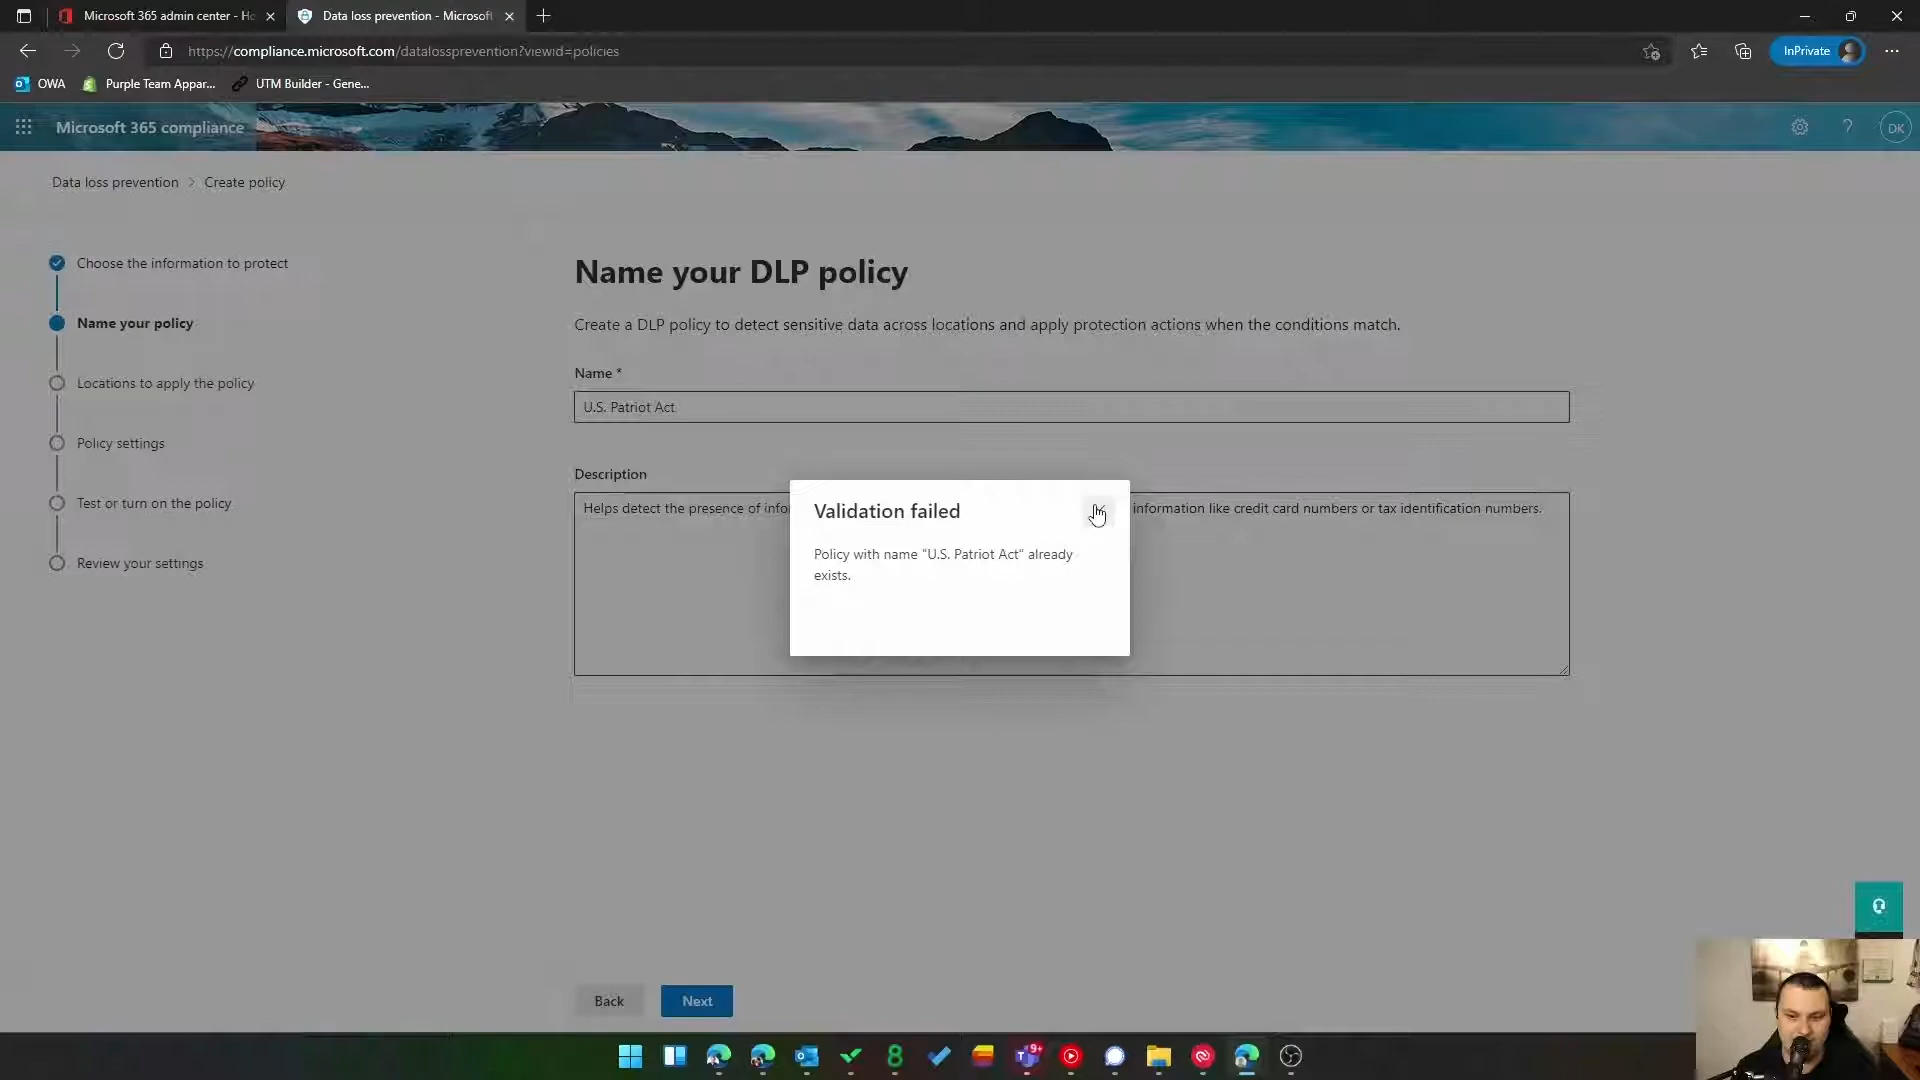 Microsoft 365 admin center - Ho
Data loss prevention - Microsoft
https://compliance.microsoft.com/datalossprevention?viewid=policies
InPrivate
OWA
Purple Team Appar...
UTM Builder - Gene...
Microsoft 365 compliance
?
DK
Data loss prevention > Create policy
Choose the information to protect
Name your policy
Locations to apply the policy
Policy settings
Test or turn on the policy
Review your settings
Name your DLP policy
Create a DLP policy to detect sensitive data across locations and apply protection actions when the conditions match.
Name *
U.S. Patriot Act
Description
Helps detect the presence of info
information like credit card numbers or tax identification numbers.
Validation failed
Policy with name "U.S. Patriot Act" already
exists.
Back
Next
9+